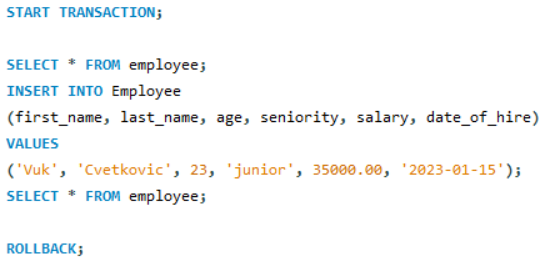 START TRANSACTION;
SELECT * FROM employee;
INSERT INTO Employee
(first_name, last_name, age, seniority, salary, date_of_hire)
VALUES
('Vuk', 'Cvetkovic', 23, 'junior', 35000.00, '2023-01-15');
SELECT * FROM employee;
ROLLBACK;